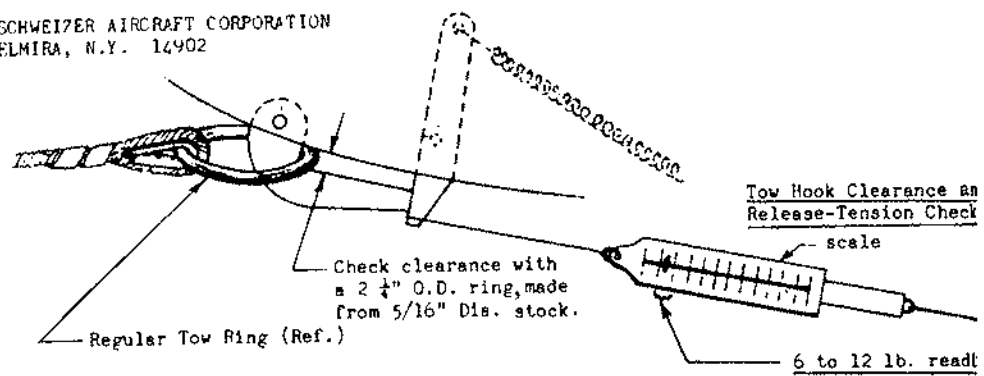 SCHWEIZER AIRCRAFT CORPORATION
ELMIRA, N.Y. 14902
Tow Hook Clearance an
Release-Tension Check
scale
Check clearance with
a 2 ¼" O.D. ring, made
from 5/16" Dia. stock.
Regular Tow Ring (Ref.)
6 to 12 lb. readi